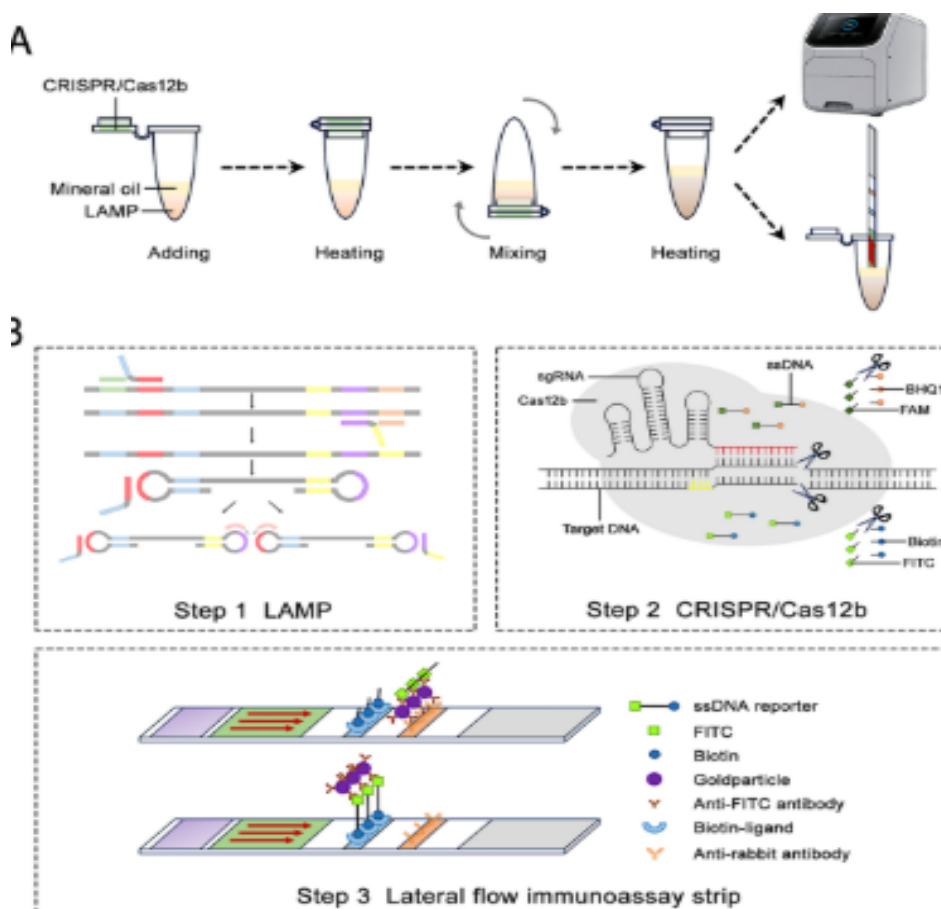 A
CRISPR/Cas12b
Mineral oil
LAMP
Adding
Heating
Mixing
Heating
B
sgRNA
Cas12b
ssDNA
BHQ1
FAM
Target DNA
Biotin
FITC
Step 1 LAMP
Step 2 CRISPR/Cas12b
ssDNA reporter
FITC
Biotin
Goldparticle
Anti-FITC antibody
Biotin-ligand
Anti-rabbit antibody
Step 3 Lateral flow immunoassay strip